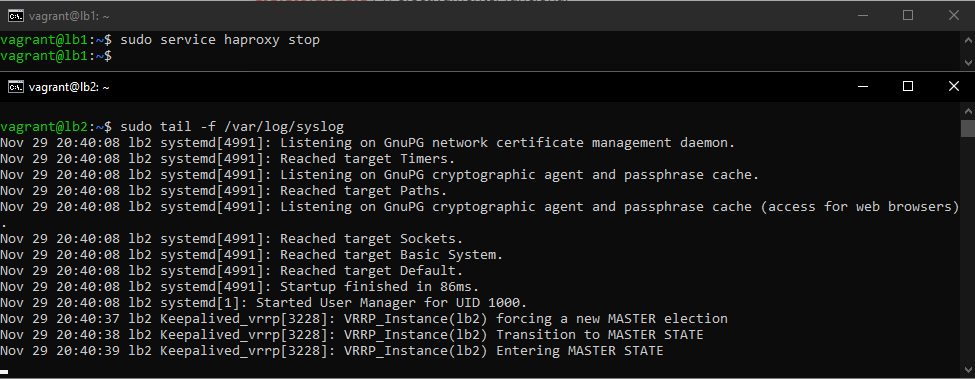 vagrant@lb1: ~
vagrant@lb1:~$ sudo service haproxy stop
vagrant@lb1:~$
vagrant@lb2: ~
vagrant@lb2:~$ sudo tail -f /var/log/syslog
Nov 29 20:40:08 lb2 systemd[4991]: Listening on GnuPG network certificate management daemon.
Nov 29 20:40:08 lb2 systemd[4991]: Reached target Timers.
Nov 29 20:40:08 lb2 systemd[4991]: Listening on GnuPG cryptographic agent and passphrase cache.
Nov 29 20:40:08 lb2 systemd[4991]: Reached target Paths.
Nov 29 20:40:08 lb2 systemd[4991]: Listening on GnuPG cryptographic agent and passphrase cache (access for web browsers)
.
Nov 29 20:40:08 lb2 systemd[4991]: Reached target Sockets.
Nov 29 20:40:08 lb2 systemd[4991]: Reached target Basic System.
Nov 29 20:40:08 lb2 systemd[4991]: Reached target Default.
Nov 29 20:40:08 lb2 systemd[4991]: Startup finished in 86ms.
Nov 29 20:40:08 lb2 systemd[1]: Started User Manager for UID 1000.
Nov 29 20:40:37 lb2 Keepalived_vrrp[3228]: VRRP_Instance(lb2) forcing a new MASTER election
Nov 29 20:40:38 lb2 Keepalived_vrrp[3228]: VRRP_Instance(lb2) Transition to MASTER STATE
Nov 29 20:40:39 lb2 Keepalived_vrrp[3228]: VRRP_Instance(lb2) Entering MASTER STATE